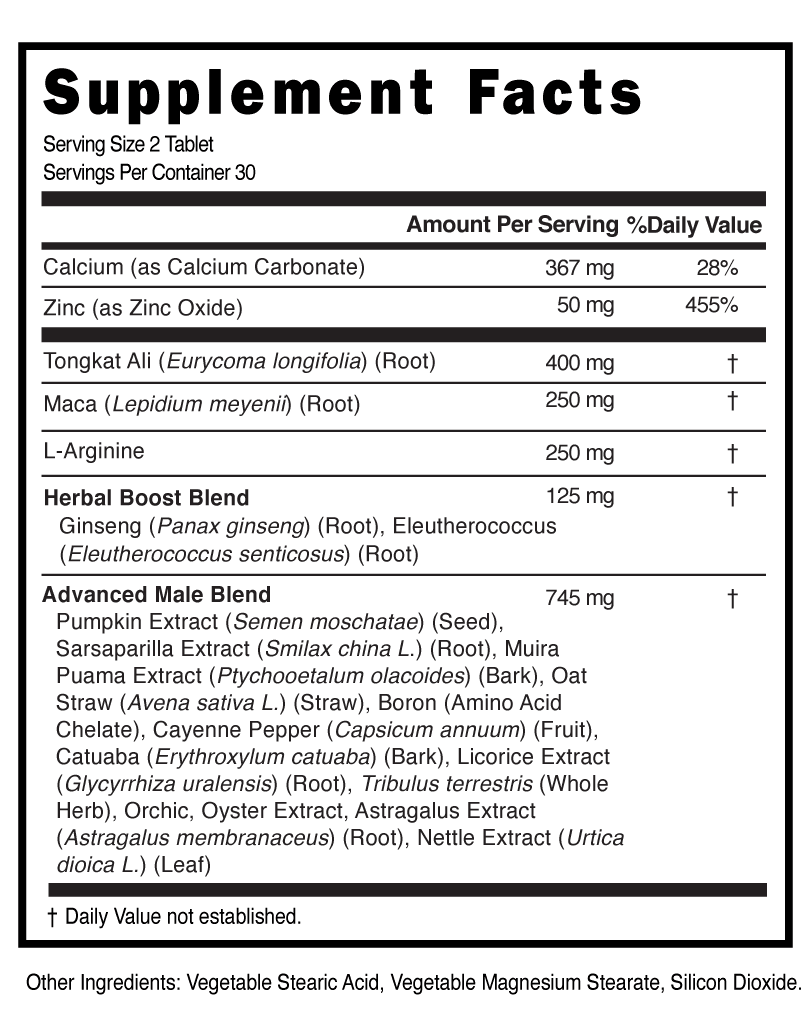 Supplement Facts
Serving Size 2 Tablet
Servings Per Container 30
Amount Per Serving %Daily Value
Calcium (as Calcium Carbonate) 367 mg 28%
Zinc (as Zinc Oxide) 50 mg 455%
Tongkat Ali (Eurycoma longifolia) (Root) 400 mg †
Maca (Lepidium meyenii) (Root) 250 mg †
L-Arginine 250 mg †
Herbal Boost Blend 125 mg †
Ginseng (Panax ginseng) (Root), Eleutherococcus
(Eleutherococcus senticosus) (Root)
Advanced Male Blend 745 mg †
Pumpkin Extract (Semen moschatae) (Seed),
Sarsaparilla Extract (Smilax china L.) (Root), Muira
Puama Extract (Ptychooetalum olacoides) (Bark), Oat
Straw (Avena sativa L.) (Straw), Boron (Amino Acid
Chelate), Cayenne Pepper (Capsicum annuum) (Fruit),
Catuaba (Erythroxylum catuaba) (Bark), Licorice Extract
(Glycyrrhiza uralensis) (Root), Tribulus terrestris (Whole
Herb), Orchic, Oyster Extract, Astragalus Extract
(Astragalus membranaceus) (Root), Nettle Extract (Urtica
dioica L.) (Leaf)
† Daily Value not established.
Other Ingredients: Vegetable Stearic Acid, Vegetable Magnesium Stearate, Silicon Dioxide.